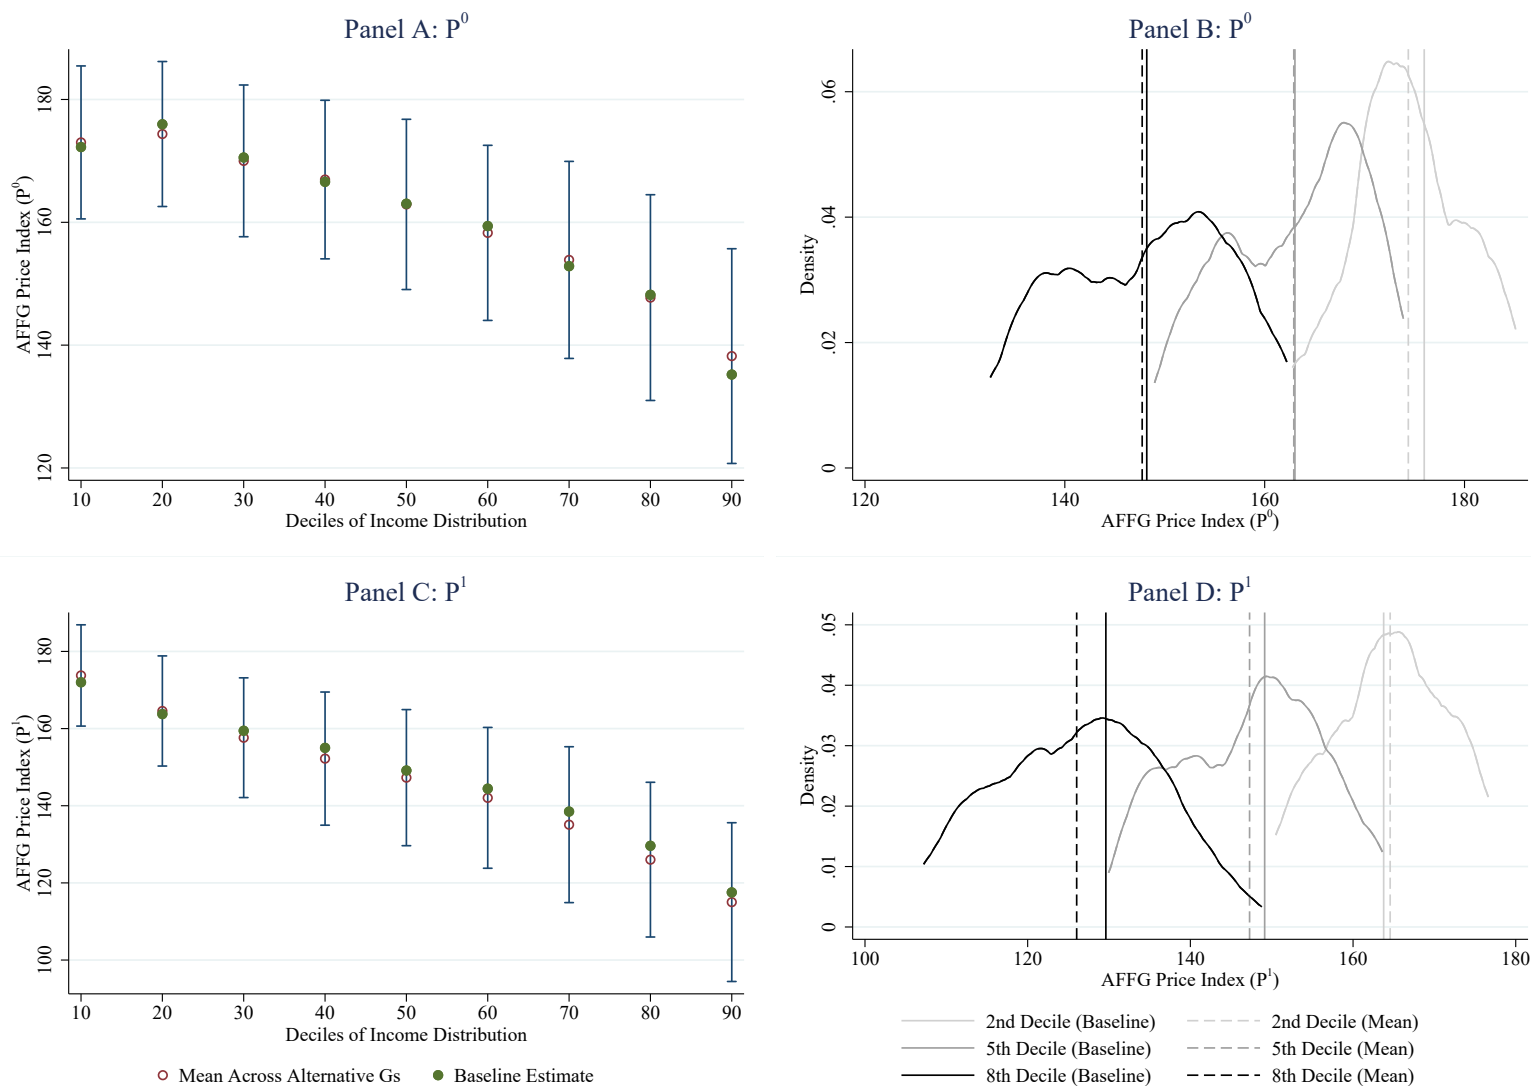 Panel A: P⁰
AFFG Price Index (P⁰)
180
160
140
120
10 20 30 40 50 60 70 80 90
Deciles of Income Distribution
Panel B: P⁰
Density
.06
.04
.02
0
120 140 160 180
AFFG Price Index (P⁰)
Panel C: P¹
AFFG Price Index (P¹)
180
160
140
120
100
10 20 30 40 50 60 70 80 90
Deciles of Income Distribution
Mean Across Alternative Gs Baseline Estimate
Panel D: P¹
Density
.05
.04
.03
.02
.01
0
100 120 140 160 180
AFFG Price Index (P¹)
2nd Decile (Baseline) 2nd Decile (Mean)
5th Decile (Baseline) 5th Decile (Mean)
8th Decile (Baseline) 8th Decile (Mean)